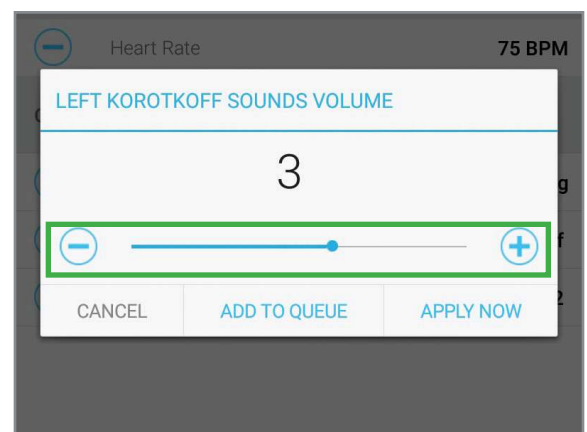 Heart Rate 75 BPM
LEFT KOROTKOFF SOUNDS VOLUME
3
CANCEL ADD TO QUEUE APPLY NOW